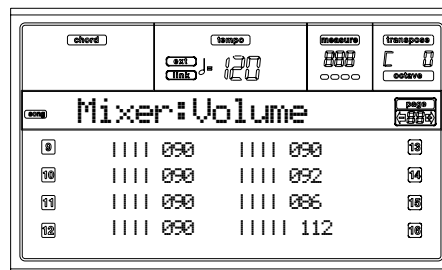 chord tempo measure transpose
ext link ♩= 120 888 C 0
octave
song Mixer:Volume page 88
9 |||| 090 |||| 090 13
10 |||| 090 |||| 092 14
11 |||| 090 |||| 086 15
12 |||| 090 ||||| 112 16